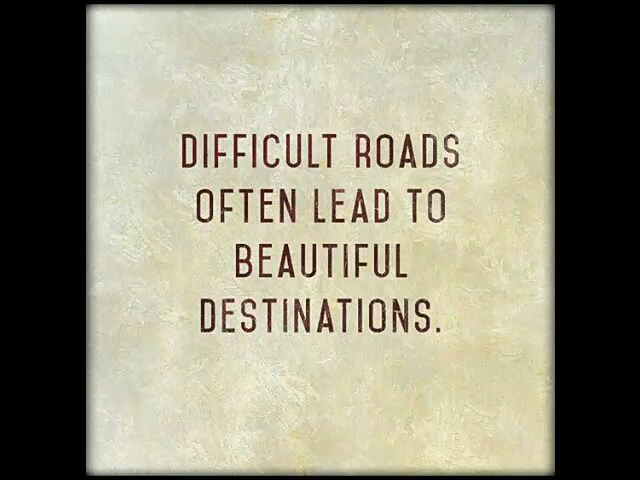 DIFFICULT ROADS
OFTEN LEAD TO
BEAUTIFUL
DESTINATIONS.